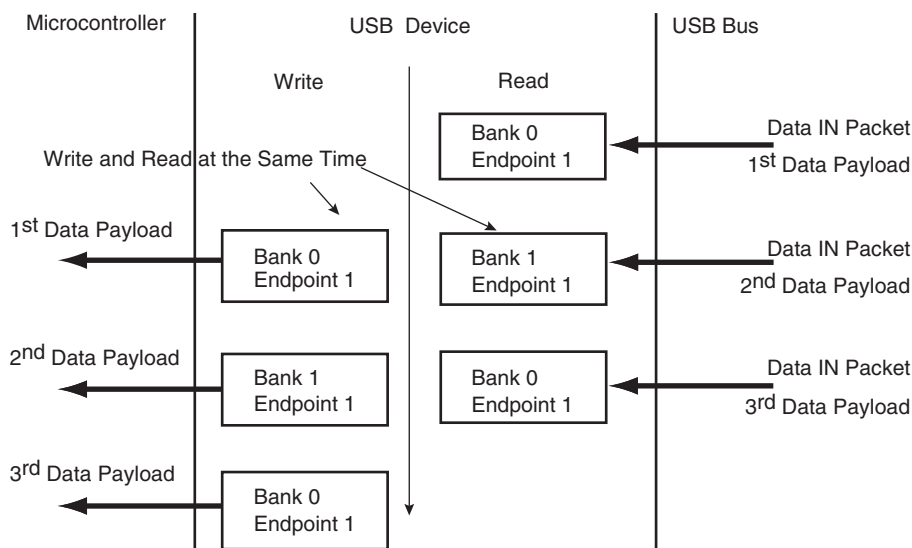 Microcontroller
USB Device
USB Bus
Write
Read
Bank 0
Endpoint 1
Data IN Packet
1st Data Payload
Write and Read at the Same Time
1st Data Payload
Bank 0
Endpoint 1
Bank 1
Endpoint 1
Data IN Packet
2nd Data Payload
2nd Data Payload
Bank 1
Endpoint 1
Bank 0
Endpoint 1
Data IN Packet
3rd Data Payload
3rd Data Payload
Bank 0
Endpoint 1